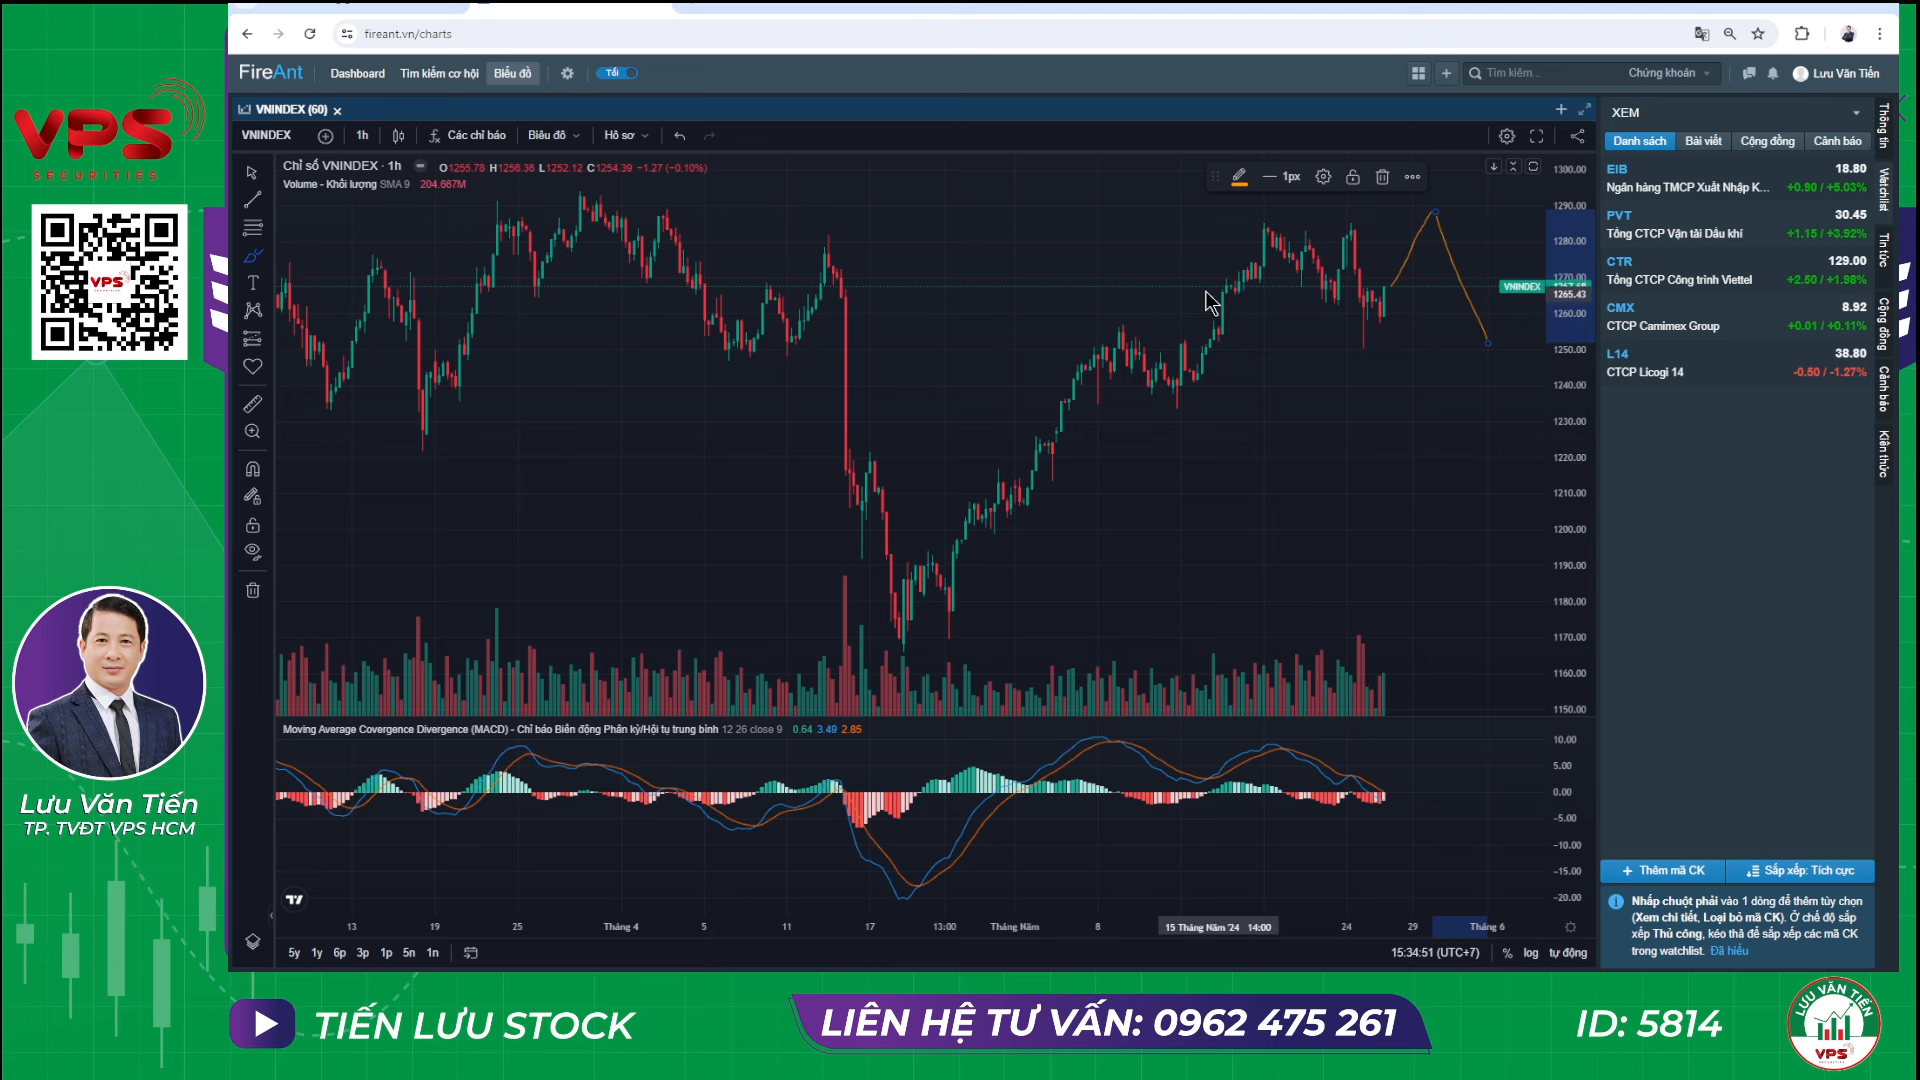 fireant.vn/charts
FireAnt Dashboard Tìm kiếm cơ hội Biểu đồ Tối Tìm kiếm... Chứng khoán Lưu Văn Tiến
VNINDEX (60)
VNINDEX 1h Các chỉ báo Biểu đồ Hồ sơ
Chỉ số VNINDEX · 1h O1255.78 H1256.36 L1252.12 C1254.39 −1.27 (−0.10%)
Volume - Khối lượng SMA 9 204.667M
1px
1300.00
1290.00
1280.00
1270.00
VNINDEX
1265.43
1260.00
1250.00
1240.00
1230.00
1220.00
1210.00
1200.00
1190.00
1180.00
1170.00
1160.00
1150.00
Moving Average Covergence Divergence (MACD) - Chỉ báo Biến động Phân kỳ/Hội tụ trung bình 12 26 close 9 0.64 3.49 2.85
10.00
5.00
0.00
−5.00
−10.00
−15.00
−20.00
13 19 25 Tháng 4 5 11 17 13:00 Tháng Năm 8 15 Tháng Năm '24 14:00 24 29 Tháng 6
5y 1y 6p 3p 1p 5n 1n 15:34:51 (UTC+7) % log tự động
XEM
Danh sách Bài viết Cộng đồng Cảnh báo
EIB 18.80
Ngân hàng TMCP Xuất Nhập K... +0.90 / +5.03%
PVT 30.45
Tổng CTCP Vận tải Dầu khí +1.15 / +3.92%
CTR 129.00
Tổng CTCP Công trình Viettel +2.50 / +1.98%
CMX 8.92
CTCP Camimex Group +0.01 / +0.11%
L14 38.80
CTCP Licogi 14 -0.50 / -1.27%
Thông tin
Watchlist
Tin tức
Cộng đồng
Cảnh báo
Kiến thức
Thêm mã CK Sắp xếp: Tích cực
Nhấp chuột phải vào 1 dòng để thêm tùy chọn
(Xem chi tiết, Loại bỏ mã CK). Ở chế độ sắp
xếp Thủ công, kéo thả để sắp xếp các mã CK
trong watchlist. Đã hiểu
VPS
SECURITIES
VPS
Lưu Văn Tiến
TP. TVĐT VPS HCM
TIẾN LƯU STOCK
LIÊN HỆ TƯ VẤN: 0962 475 261
ID: 5814
LƯU VĂN TIẾN
VPS